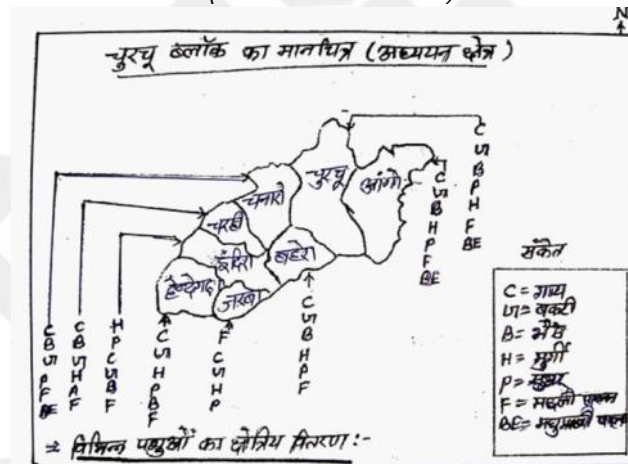 N
चुरचू ब्लॉक का मानचित्र (अध्ययन क्षेत्र)
चनारो
चुरचू
आंगो
चरही
इंदिरा
बहेरा
हेन्देगढ़
जरबा
C S B P H F BE
C S B H P F BE
C B S P F BE
C B S H A F
H P C S B F
C S H P B F
F C S H P
C S B H P F
संकेत
C = गाय
S = बकरी
B = भैंस
H = मुर्गी
P = सुअर
F = मछली पालन
BE = मधुमक्खी पालन
विभिन्न पशुओं का क्षेत्रिय वितरण :-